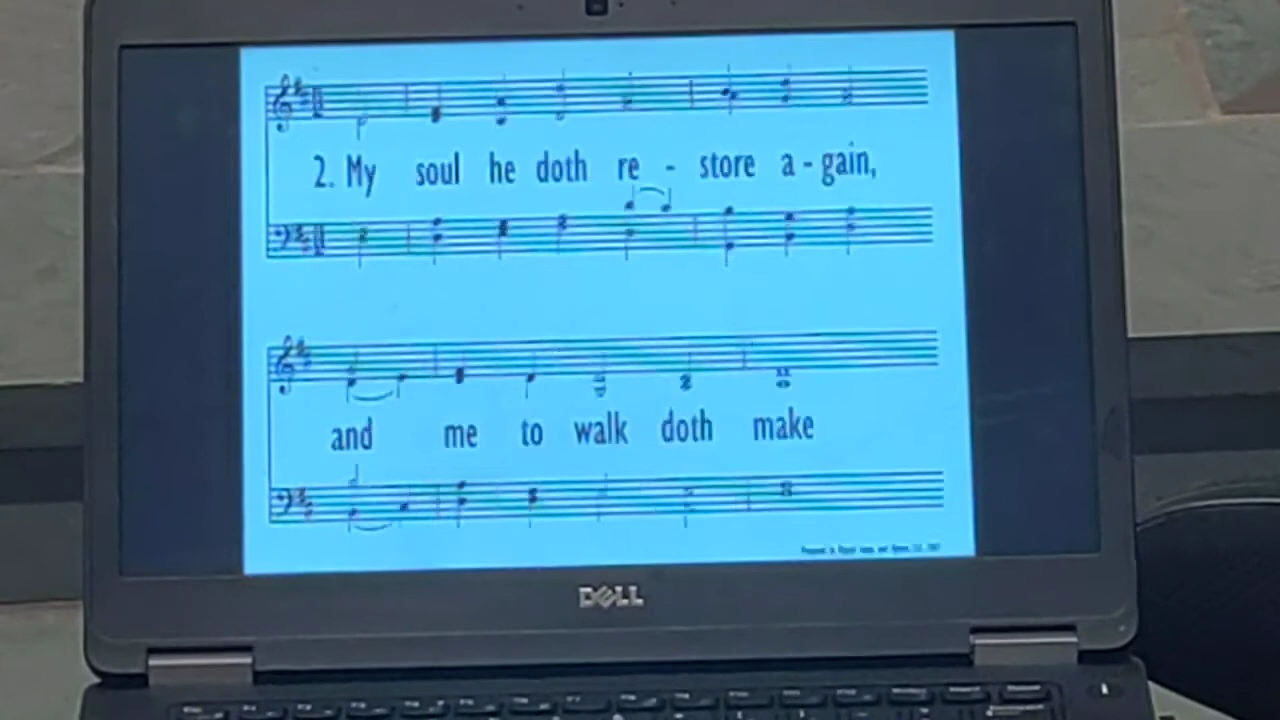 2. My soul he doth re - store a - gain,
and me to walk doth make
DELL